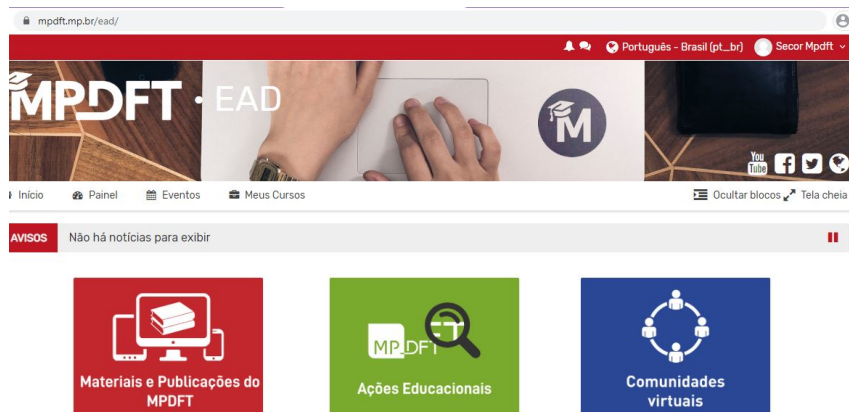 mpdft.mp.br/ead/
Português - Brasil (pt_br) Secor Mpdft
MPDFT · EAD
M
You
Tube
Início Painel Eventos Meus Cursos Ocultar blocos Tela cheia
AVISOS Não há notícias para exibir
MP DFT
Materiais e Publicações do
MPDFT
Ações Educacionais
Comunidades
virtuais